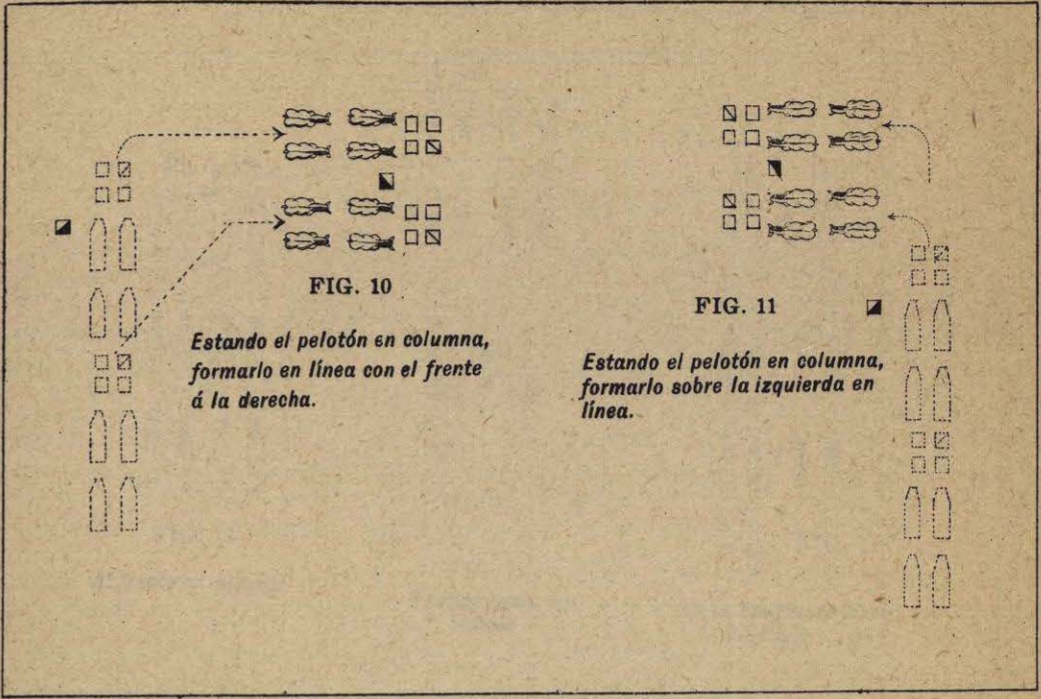 FIG. 10
Estando el pelotón en columna,
formarlo en línea con el frente
á la derecha.
FIG. 11
Estando el pelotón en columna,
formarlo sobre la izquierda en
línea.